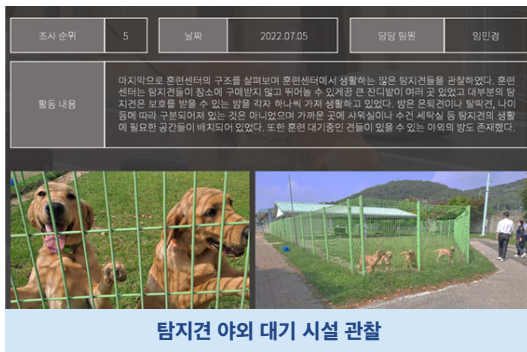 조사 순위 5 날짜 2022.07.05 담당 팀원 임민경
마지막으로 훈련센터의 구조를 살펴보며 훈련센터에서 생활하는 많은 탐지견들을 관찰하였다. 훈련
센터는 탐지견들이 장소에 구애받지 않고 뛰어놀 수 있게끔 큰 잔디밭이 여러 곳 있었고 대부분의 탐
지견은 보호를 받을 수 있는 방을 각자 하나씩 가져 생활하고 있었다. 방은 은퇴견이나 탈락견, 나이
활동 내용
등에 따라 구분되어져 있는 것은 아니었으며 가까운 곳에 샤워실이나 수건 세탁실 등 탐지견의 생활
에 필요한 공간들이 배치되어 있었다. 또한 훈련 대기중인 견들이 있을 수 있는 야외의 방도 존재했다.
탐지견 야외 대기 시설 관찰